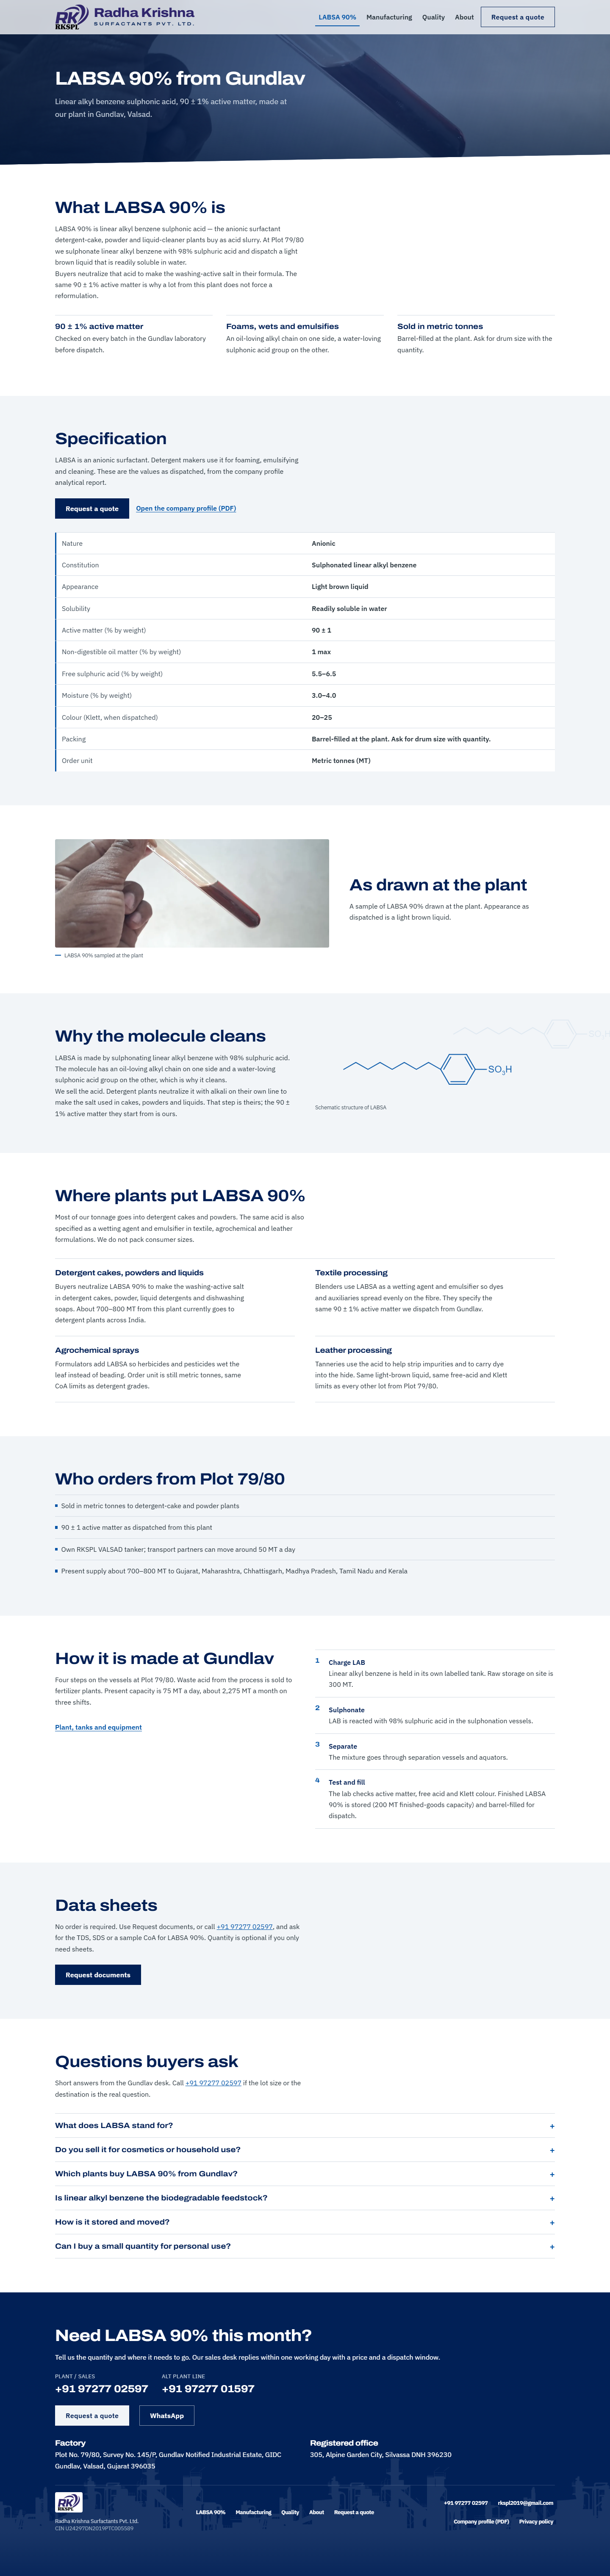 RK
RKSPL
Radha Krishna
SURFACTANTS PVT. LTD.
LABSA 90%
Manufacturing
Quality
About
Request a quote
LABSA 90% from Gundlav
Linear alkyl benzene sulphonic acid, 90 ± 1% active matter, made at
our plant in Gundlav, Valsad.
What LABSA 90% is
LABSA 90% is linear alkyl benzene sulphonic acid — the anionic surfactant
detergent-cake, powder and liquid-cleaner plants buy as acid slurry. At Plot 79/80
we sulphonate linear alkyl benzene with 98% sulphuric acid and dispatch a light
brown liquid that is readily soluble in water.
Buyers neutralize that acid to make the washing-active salt in their formula. The
same 90 ± 1% active matter is why a lot from this plant does not force a
reformulation.
90 ± 1% active matter
Checked on every batch in the Gundlav laboratory
before dispatch.
Foams, wets and emulsifies
An oil-loving alkyl chain on one side, a water-loving
sulphonic acid group on the other.
Sold in metric tonnes
Barrel-filled at the plant. Ask for drum size with the
quantity.
Specification
LABSA is an anionic surfactant. Detergent makers use it for foaming, emulsifying
and cleaning. These are the values as dispatched, from the company profile
analytical report.
Request a quote
Open the company profile (PDF)
Nature Anionic
Constitution Sulphonated linear alkyl benzene
Appearance Light brown liquid
Solubility Readily soluble in water
Active matter (% by weight) 90 ± 1
Non-digestible oil matter (% by weight) 1 max
Free sulphuric acid (% by weight) 5.5–6.5
Moisture (% by weight) 3.0–4.0
Colour (Klett, when dispatched) 20–25
Packing Barrel-filled at the plant. Ask for drum size with quantity.
Order unit Metric tonnes (MT)
LABSA 90% sampled at the plant
As drawn at the plant
A sample of LABSA 90% drawn at the plant. Appearance as
dispatched is a light brown liquid.
Why the molecule cleans
LABSA is made by sulphonating linear alkyl benzene with 98% sulphuric acid.
The molecule has an oil-loving alkyl chain on one side and a water-loving
sulphonic acid group on the other, which is why it cleans.
We sell the acid. Detergent plants neutralize it with alkali on their own line to
make the salt used in cakes, powders and liquids. That step is theirs; the 90 ±
1% active matter they start from is ours.
SO₃H
Schematic structure of LABSA
Where plants put LABSA 90%
Most of our tonnage goes into detergent cakes and powders. The same acid is also
specified as a wetting agent and emulsifier in textile, agrochemical and leather
formulations. We do not pack consumer sizes.
Detergent cakes, powders and liquids
Buyers neutralize LABSA 90% to make the washing-active salt
in detergent cakes, powder, liquid detergents and dishwashing
soaps. About 700–800 MT from this plant currently goes to
detergent plants across India.
Textile processing
Blenders use LABSA as a wetting agent and emulsifier so dyes
and auxiliaries spread evenly on the fibre. They specify the
same 90 ± 1% active matter we dispatch from Gundlav.
Agrochemical sprays
Formulators add LABSA so herbicides and pesticides wet the
leaf instead of beading. Order unit is still metric tonnes, same
CoA limits as detergent grades.
Leather processing
Tanneries use the acid to help strip impurities and to carry dye
into the hide. Same light-brown liquid, same free-acid and Klett
limits as every other lot from Plot 79/80.
Who orders from Plot 79/80
Sold in metric tonnes to detergent-cake and powder plants
90 ± 1 active matter as dispatched from this plant
Own RKSPL VALSAD tanker; transport partners can move around 50 MT a day
Present supply about 700–800 MT to Gujarat, Maharashtra, Chhattisgarh, Madhya Pradesh, Tamil Nadu and Kerala
How it is made at Gundlav
Four steps on the vessels at Plot 79/80. Waste acid from the process is sold to
fertilizer plants. Present capacity is 75 MT a day, about 2,275 MT a month on
three shifts.
Plant, tanks and equipment
1 Charge LAB
Linear alkyl benzene is held in its own labelled tank. Raw storage on site is
300 MT.
2 Sulphonate
LAB is reacted with 98% sulphuric acid in the sulphonation vessels.
3 Separate
The mixture goes through separation vessels and aquators.
4 Test and fill
The lab checks active matter, free acid and Klett colour. Finished LABSA
90% is stored (200 MT finished-goods capacity) and barrel-filled for
dispatch.
Data sheets
No order is required. Use Request documents, or call +91 97277 02597, and ask
for the TDS, SDS or a sample CoA for LABSA 90%. Quantity is optional if you only
need sheets.
Request documents
Questions buyers ask
Short answers from the Gundlav desk. Call +91 97277 02597 if the lot size or the
destination is the real question.
What does LABSA stand for? +
Do you sell it for cosmetics or household use? +
Which plants buy LABSA 90% from Gundlav? +
Is linear alkyl benzene the biodegradable feedstock? +
How is it stored and moved? +
Can I buy a small quantity for personal use? +
Need LABSA 90% this month?
Tell us the quantity and where it needs to go. Our sales desk replies within one working day with a price and a dispatch window.
PLANT / SALES
+91 97277 02597
ALT PLANT LINE
+91 97277 01597
Request a quote
WhatsApp
Factory
Plot No. 79/80, Survey No. 145/P, Gundlav Notified Industrial Estate, GIDC
Gundlav, Valsad, Gujarat 396035
Registered office
305, Alpine Garden City, Silvassa DNH 396230
RK
RKSPL
Radha Krishna Surfactants Pvt. Ltd.
CIN U24297DN2019PTC005589
LABSA 90%
Manufacturing
Quality
About
Request a quote
+91 97277 02597
rkspl2019@gmail.com
Company profile (PDF)
Privacy policy